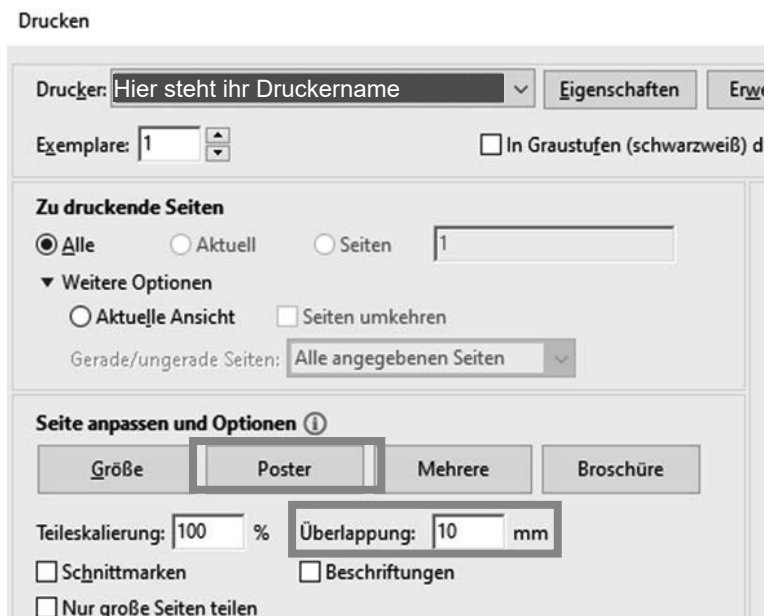 Drucken
Drucker: Hier steht ihr Druckername Eigenschaften
Exemplare: 1 In Graustufen (schwarzweiß)
Zu druckende Seiten
Alle Aktuell Seiten 1
Weitere Optionen
Aktuelle Ansicht Seiten umkehren
Gerade/ungerade Seiten: Alle angegebenen Seiten
Seite anpassen und Optionen
Größe Poster Mehrere Broschüre
Teileskalierung: 100 % Überlappung: 10 mm
Schnittmarken Beschriftungen
Nur große Seiten teilen